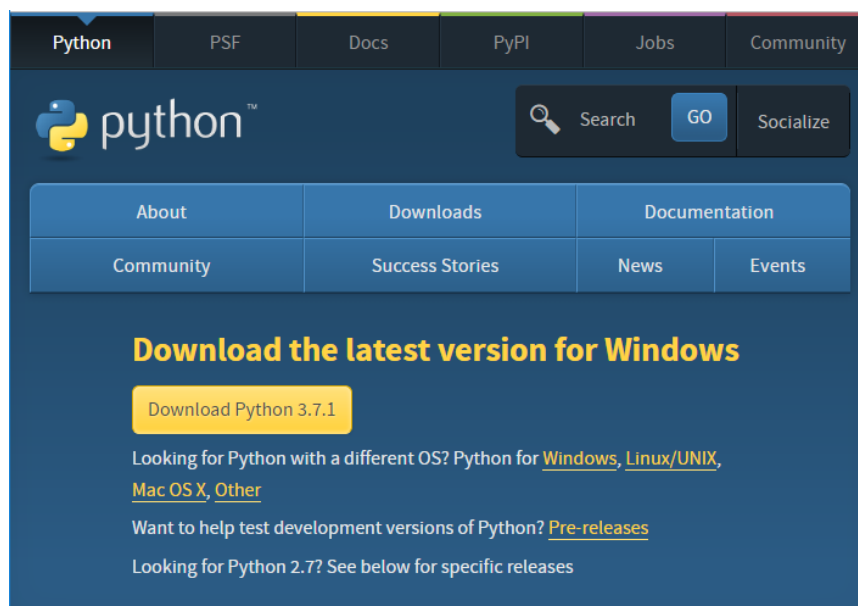 Python PSF Docs PyPI Jobs Community
python™ Search GO Socialize
About Downloads Documentation
Community Success Stories News Events
Download the latest version for Windows
Download Python 3.7.1
Looking for Python with a different OS? Python for Windows, Linux/UNIX,
Mac OS X, Other
Want to help test development versions of Python? Pre-releases
Looking for Python 2.7? See below for specific releases